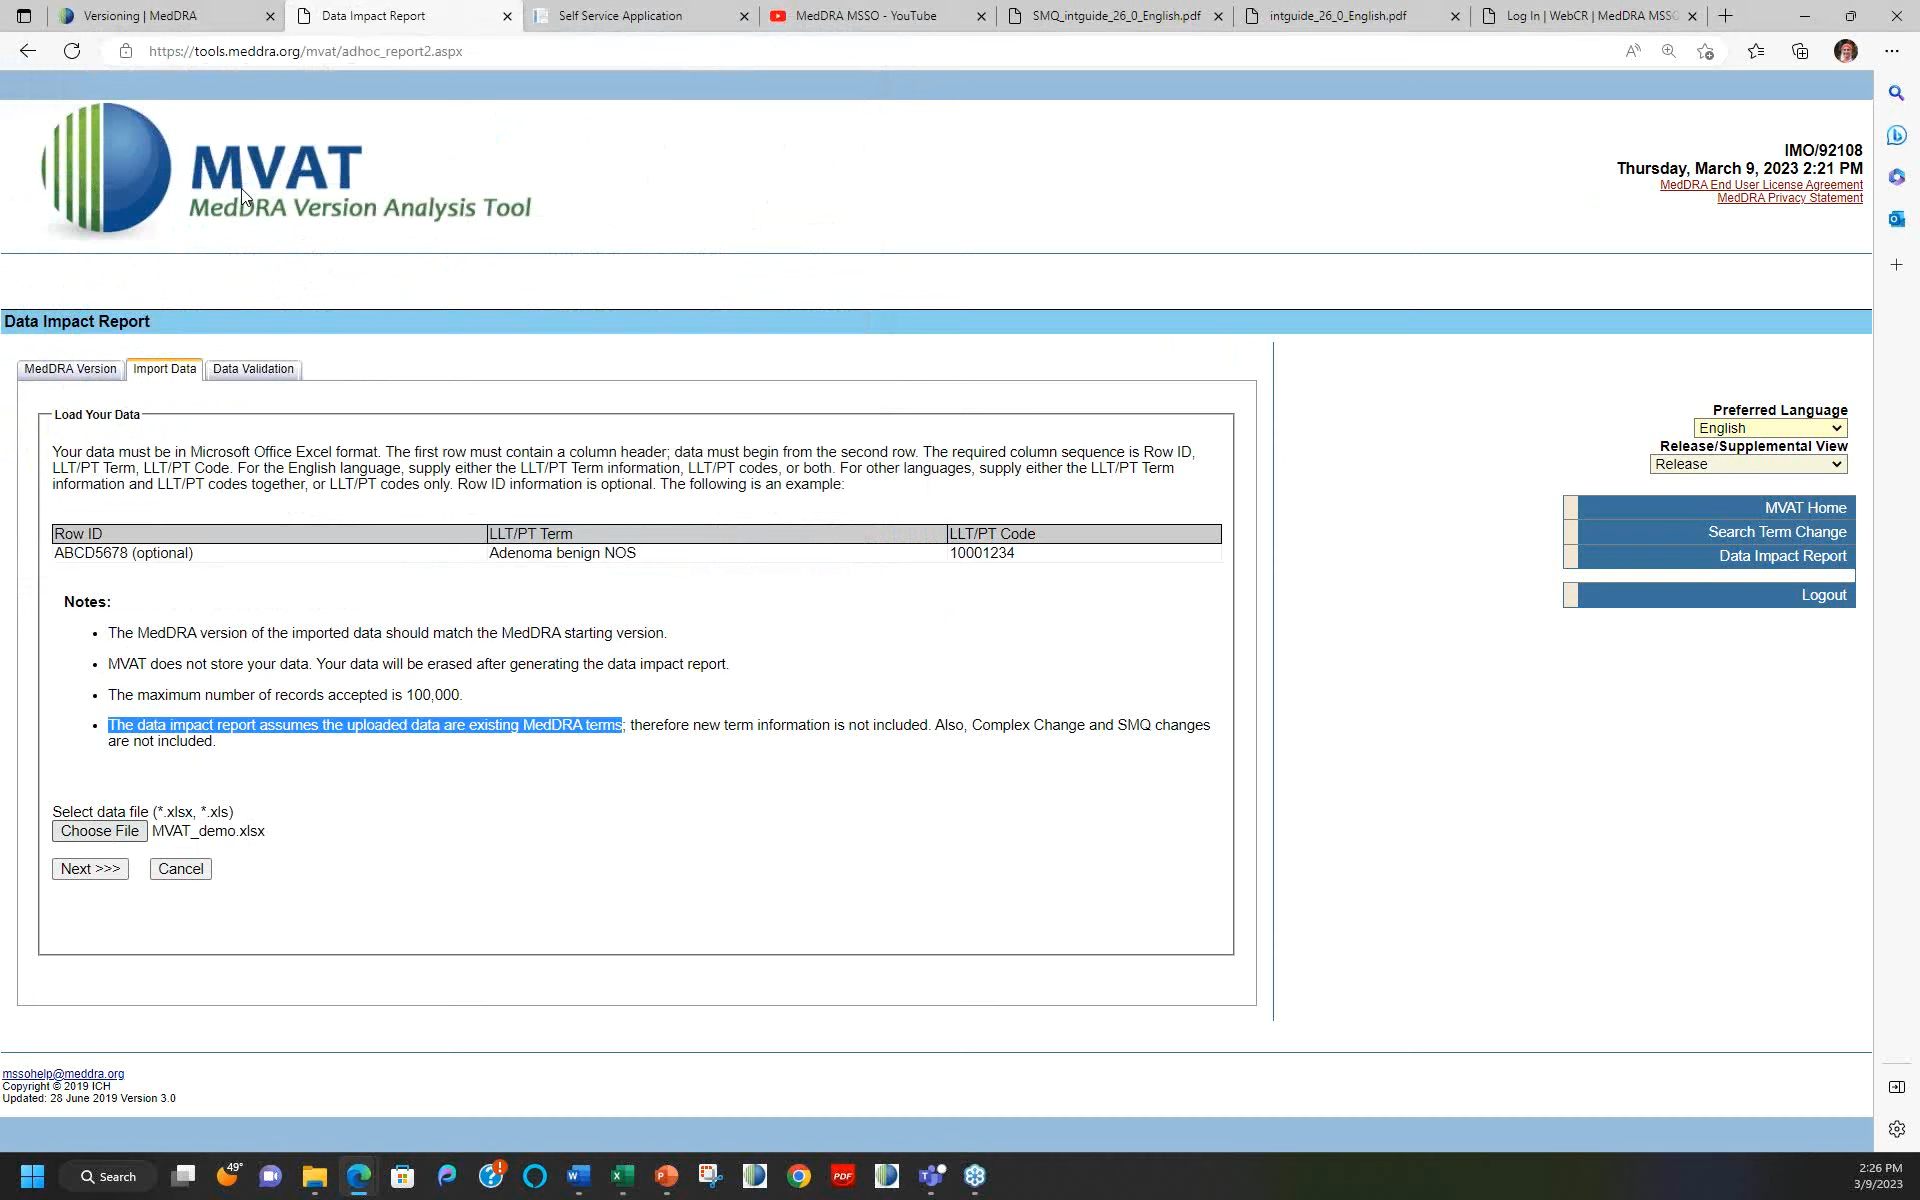 Versioning | MedDRA
Data Impact Report
Self Service Application
MedDRA MSSO - YouTube
SMQ_intguide_26_0_English.pdf
intguide_26_0_English.pdf
Log In | WebCR | MedDRA MSSO
https://tools.meddra.org/mvat/adhoc_report2.aspx
MVAT
MedDRA Version Analysis Tool
IMO/92108
Thursday, March 9, 2023 2:21 PM
MedDRA End User License Agreement
MedDRA Privacy Statement
Data Impact Report
MedDRA Version
Import Data
Data Validation
Load Your Data
Your data must be in Microsoft Office Excel format. The first row must contain a column header; data must begin from the second row. The required column sequence is Row ID,
LLT/PT Term, LLT/PT Code. For the English language, supply either the LLT/PT Term information, LLT/PT codes, or both. For other languages, supply either the LLT/PT Term
information and LLT/PT codes together, or LLT/PT codes only. Row ID information is optional. The following is an example:
Row ID LLT/PT Term LLT/PT Code
ABCD5678 (optional) Adenoma benign NOS 10001234
Notes:
• The MedDRA version of the imported data should match the MedDRA starting version.
• MVAT does not store your data. Your data will be erased after generating the data impact report.
• The maximum number of records accepted is 100,000.
• The data impact report assumes the uploaded data are existing MedDRA terms; therefore new term information is not included. Also, Complex Change and SMQ changes
are not included.
Select data file (*.xlsx, *.xls)
Choose File MVAT_demo.xlsx
Next >>> Cancel
Preferred Language
English
Release/Supplemental View
Release
MVAT Home
Search Term Change
Data Impact Report
Logout
mssohelp@meddra.org
Copyright © 2019 ICH
Updated: 28 June 2019 Version 3.0
Search
49°
PDF
2:26 PM
3/9/2023